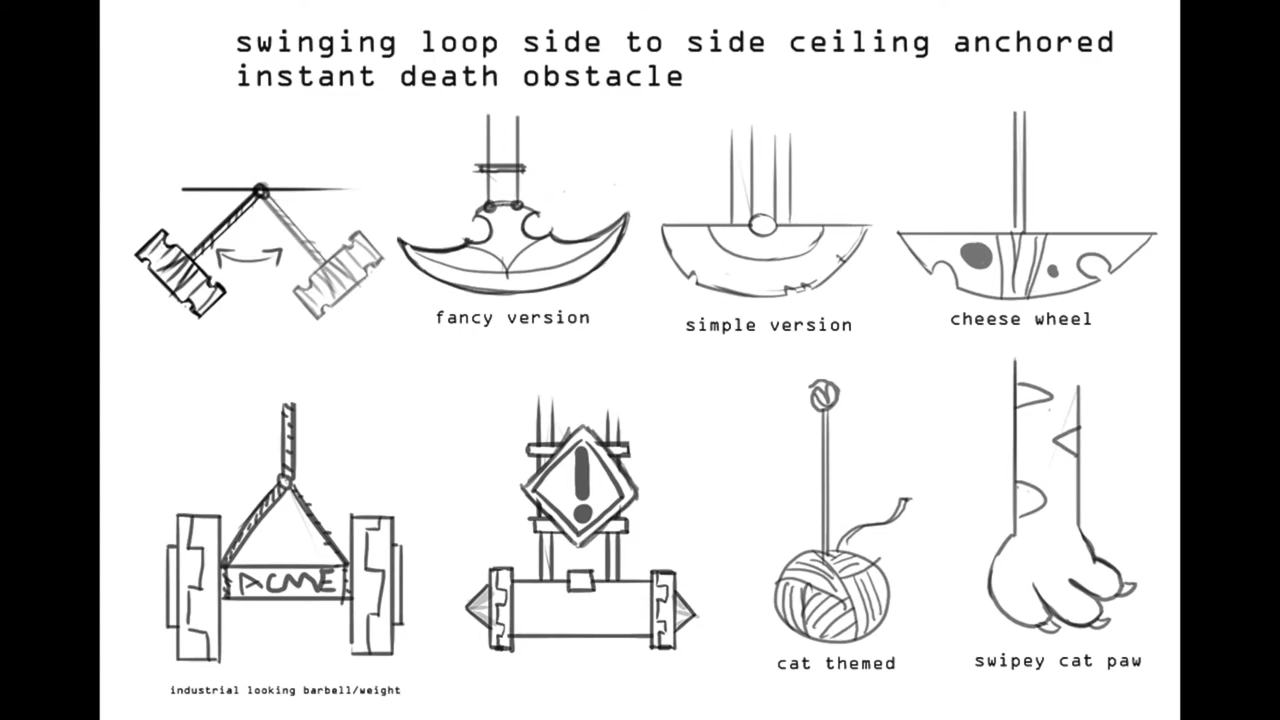 swinging loop side to side ceiling anchored
instant death obstacle
fancy version
simple version
cheese wheel
ACME
!
industrial looking barbell/weight
cat themed
swipey cat paw